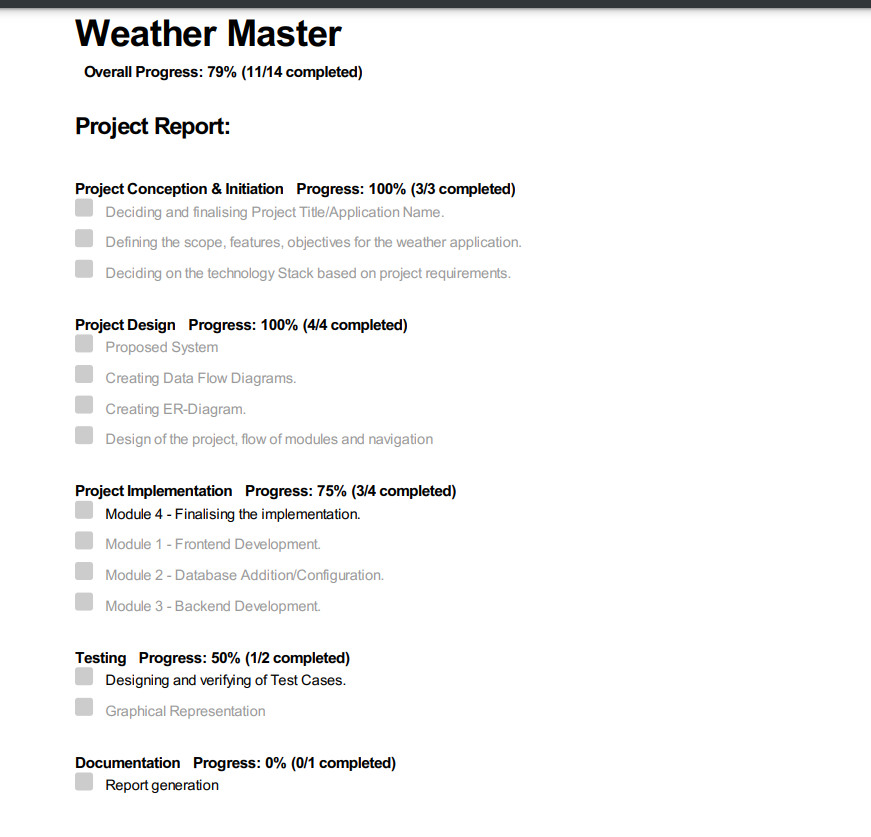 Weather Master
Overall Progress: 79% (11/14 completed)
Project Report:
Project Conception & Initiation Progress: 100% (3/3 completed)
Deciding and finalising Project Title/Application Name.
Defining the scope, features, objectives for the weather application.
Deciding on the technology Stack based on project requirements.
Project Design Progress: 100% (4/4 completed)
Proposed System
Creating Data Flow Diagrams.
Creating ER-Diagram.
Design of the project, flow of modules and navigation
Project Implementation Progress: 75% (3/4 completed)
Module 4 - Finalising the implementation.
Module 1 - Frontend Development.
Module 2 - Database Addition/Configuration.
Module 3 - Backend Development.
Testing Progress: 50% (1/2 completed)
Designing and verifying of Test Cases.
Graphical Representation
Documentation Progress: 0% (0/1 completed)
Report generation